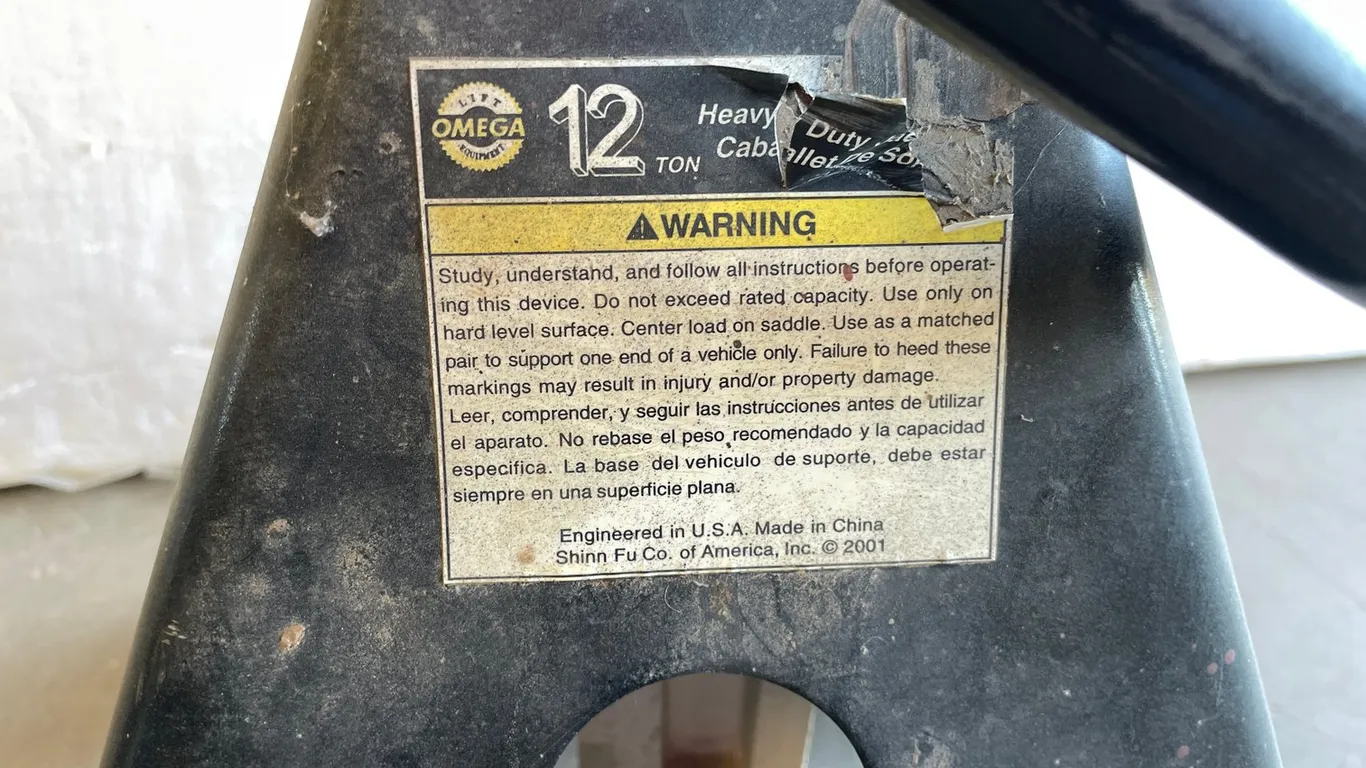 LIFT
OMEGA
EQUIPMENT
12 TON
Heavy Duty
Caballete de
WARNING
Study, understand, and follow all instructions before operat-
ing this device. Do not exceed rated capacity. Use only on
hard level surface. Center load on saddle. Use as a matched
pair to support one end of a vehicle only. Failure to heed these
markings may result in injury and/or property damage.
Leer, comprender, y seguir las instrucciones antes de utilizar
el aparato. No rebase el peso recomendado y la capacidad
especifica. La base del vehiculo de suporte, debe estar
siempre en una superficie plana.
Engineered in U.S.A. Made in China
Shinn Fu Co. of America, Inc. © 2001